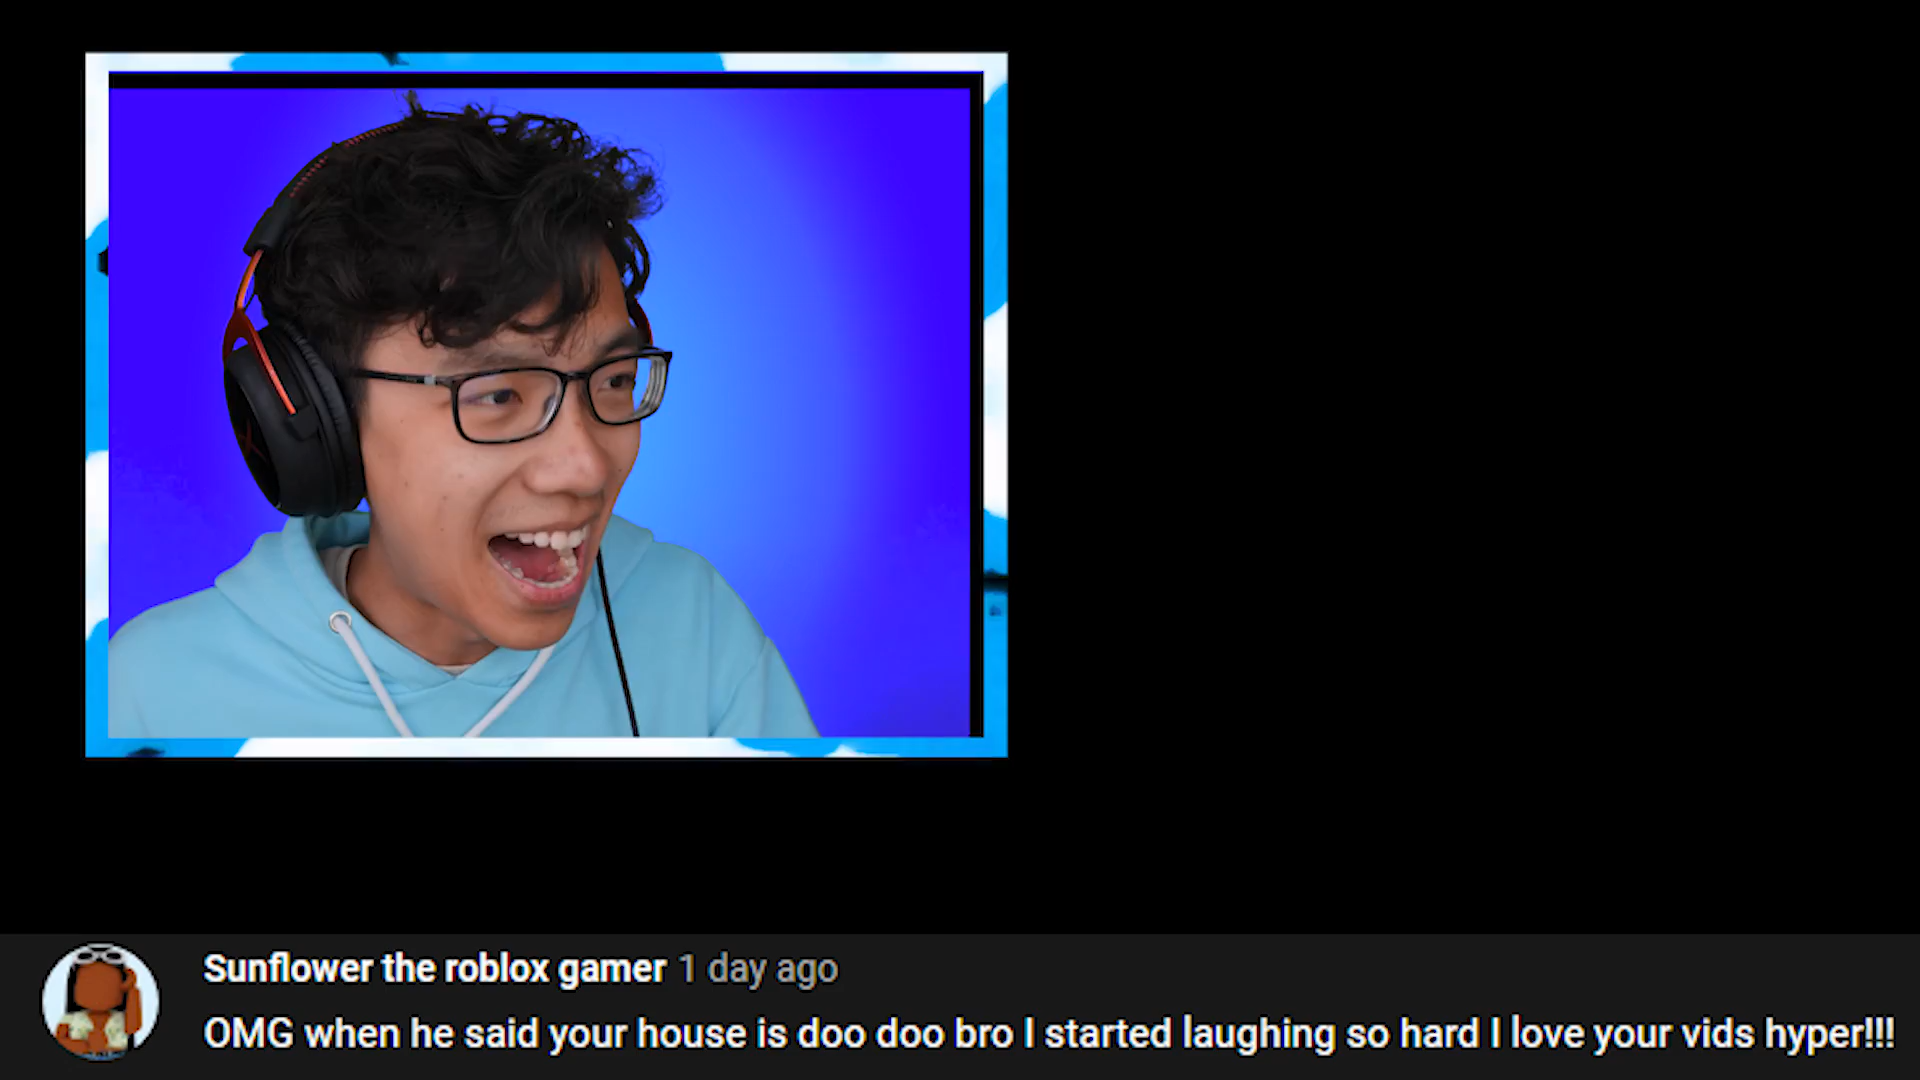 Sunflower the roblox gamer 1 day ago
OMG when he said your house is doo doo bro I started laughing so hard I love your vids hyper!!!